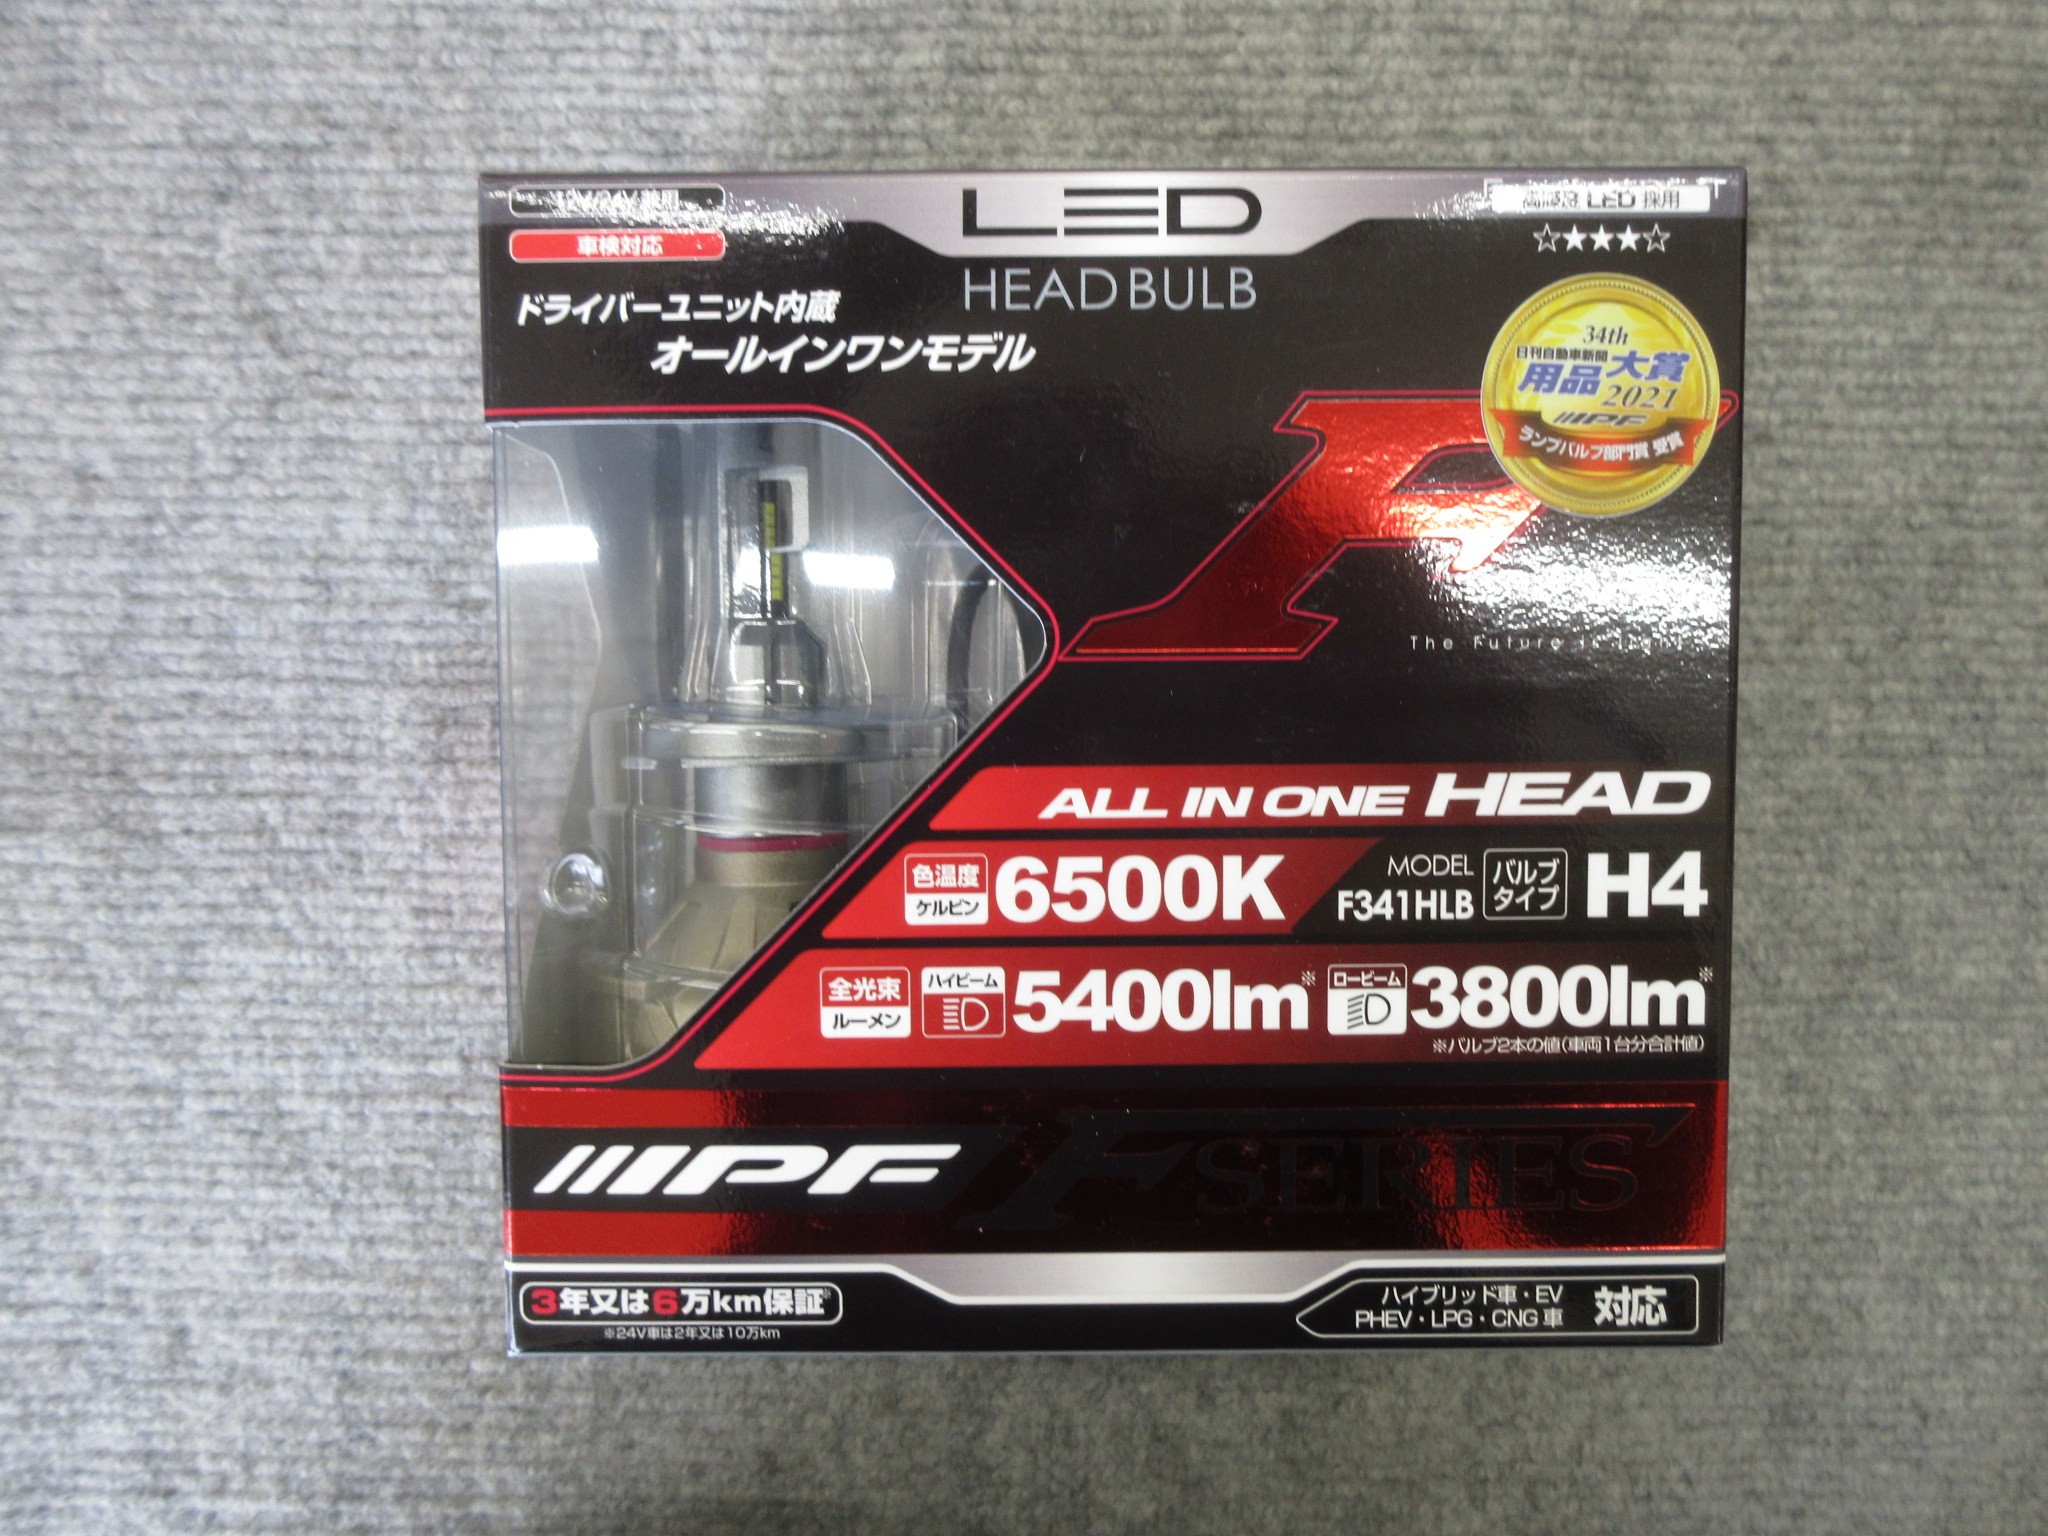 12V/24V 兼用
車検対応
LED
HEAD BULB
LED 採用
☆★★★☆
ドライバーユニット内蔵
オールインワンモデル
34th
日刊自動車新聞
用品大賞
2021
IPF
ランプバルブ部門賞 受賞
The Future is
ALL IN ONE HEAD
色温度
ケルビン
6500K
MODEL
F341HLB
バルブ
タイプ
H4
全光束
ルーメン
ハイビーム
5400lm※
ロービーム
3800lm※
※バルブ2本の値(車両1台分合計値)
IPF
F SERIES
3年又は6万km保証※
※24V車は2年又は10万km
ハイブリッド車・EV
PHEV・LPG・CNG車
対応